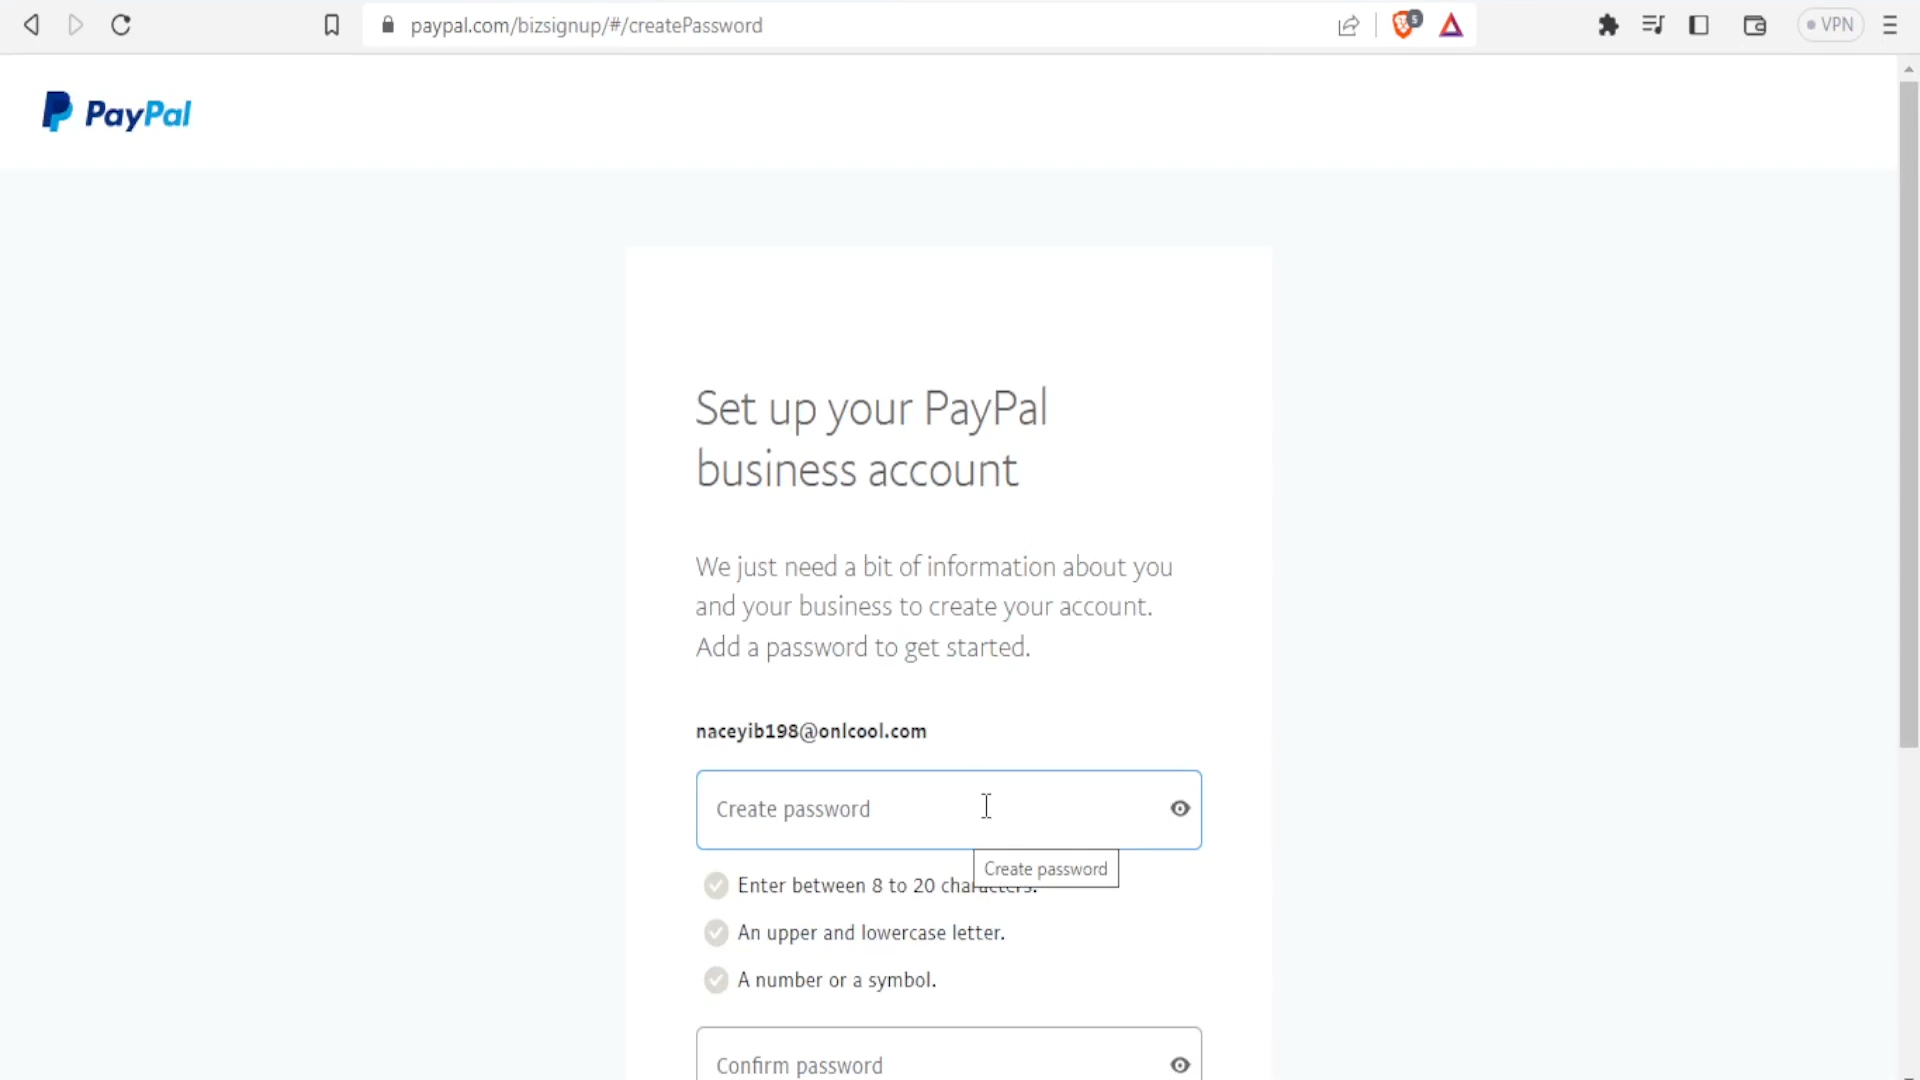 paypal.com/bizsignup/#/createPassword
5
VPN
PayPal
Set up your PayPal
business account
We just need a bit of information about you
and your business to create your account.
Add a password to get started.
naceyib198@onlcool.com
Create password
Create password
Enter between 8 to 20 characters.
An upper and lowercase letter.
A number or a symbol.
Confirm password